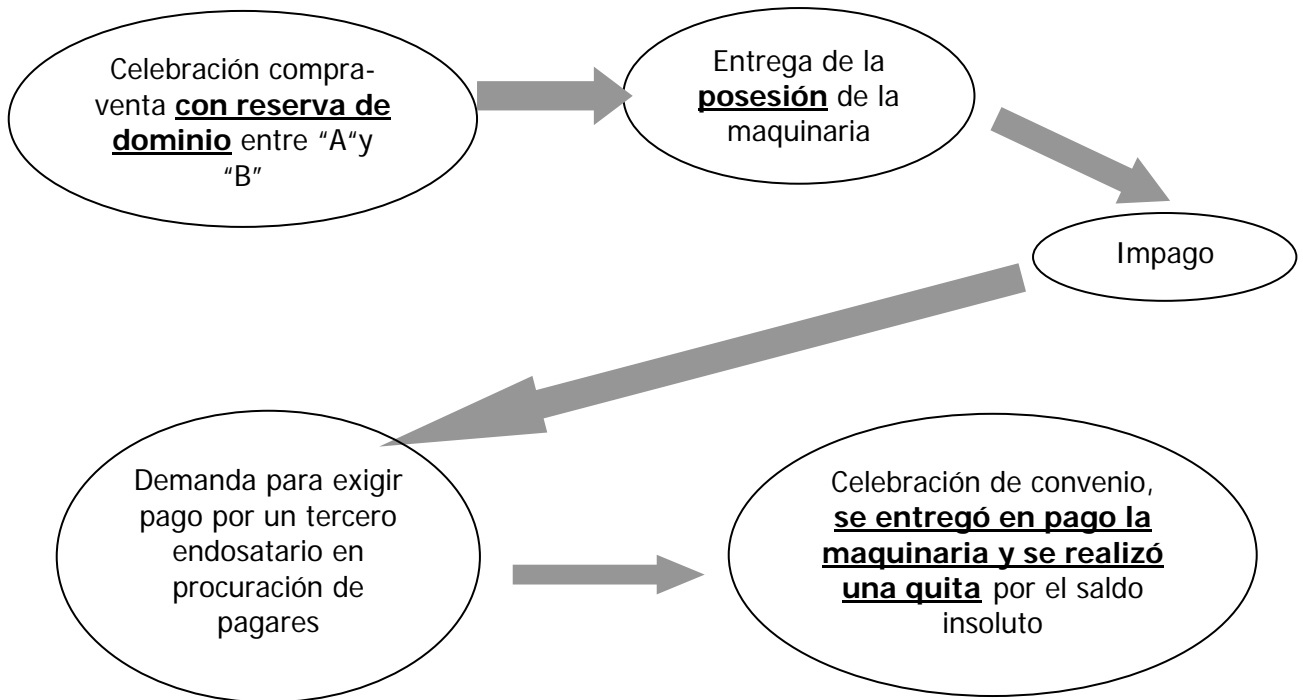 Celebración compra-
venta con reserva de
dominio entre “A“y
“B”
Entrega de la
posesión de la
maquinaria
Impago
Demanda para exigir
pago por un tercero
endosatario en
procuración de
pagares
Celebración de convenio,
se entregó en pago la
maquinaria y se realizó
una quita por el saldo
insoluto